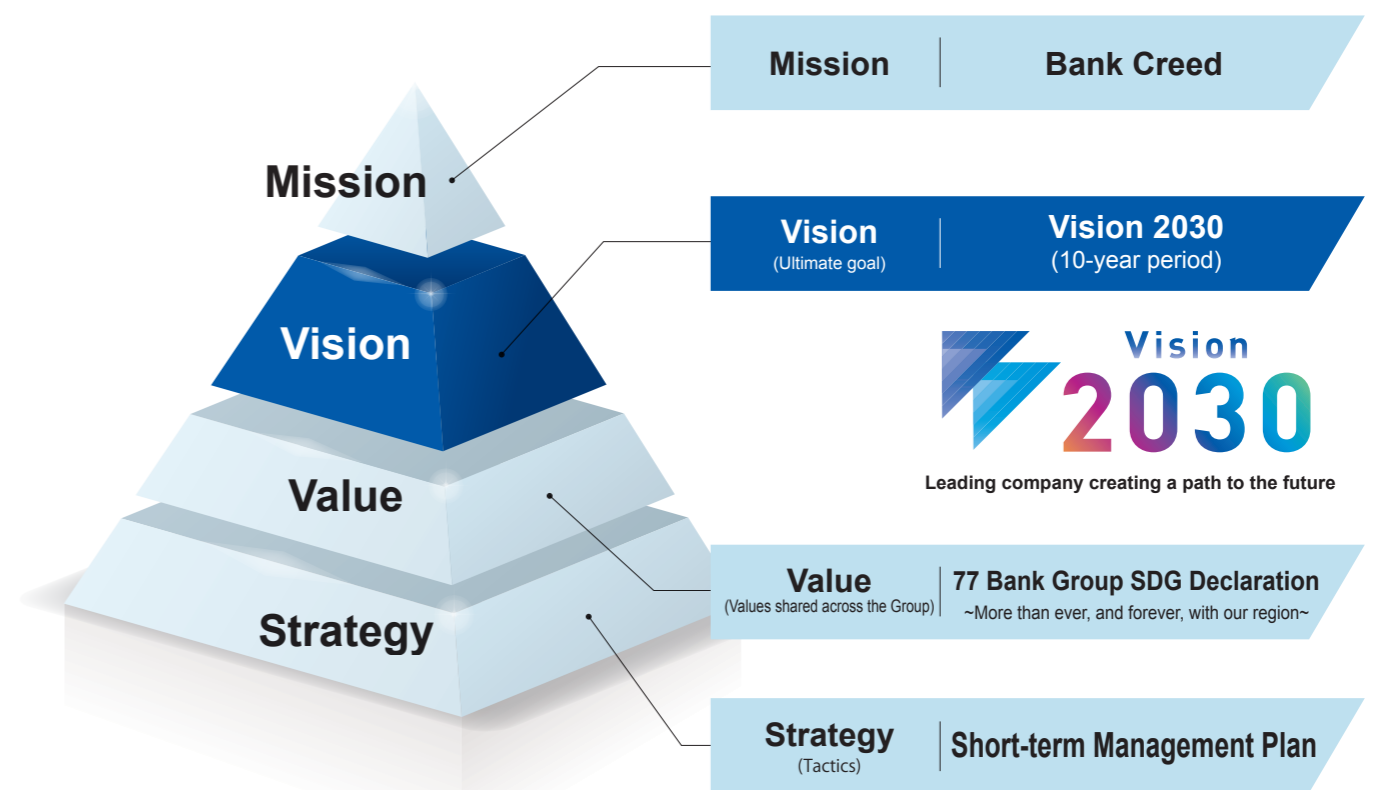 Mission
Vision
Value
Strategy
Mission
Bank Creed
Vision
(Ultimate goal)
Vision 2030
(10-year period)
Vision
2030
Leading company creating a path to the future
Value
(Values shared across the Group)
77 Bank Group SDG Declaration
~More than ever, and forever, with our region~
Strategy
(Tactics)
Short-term Management Plan